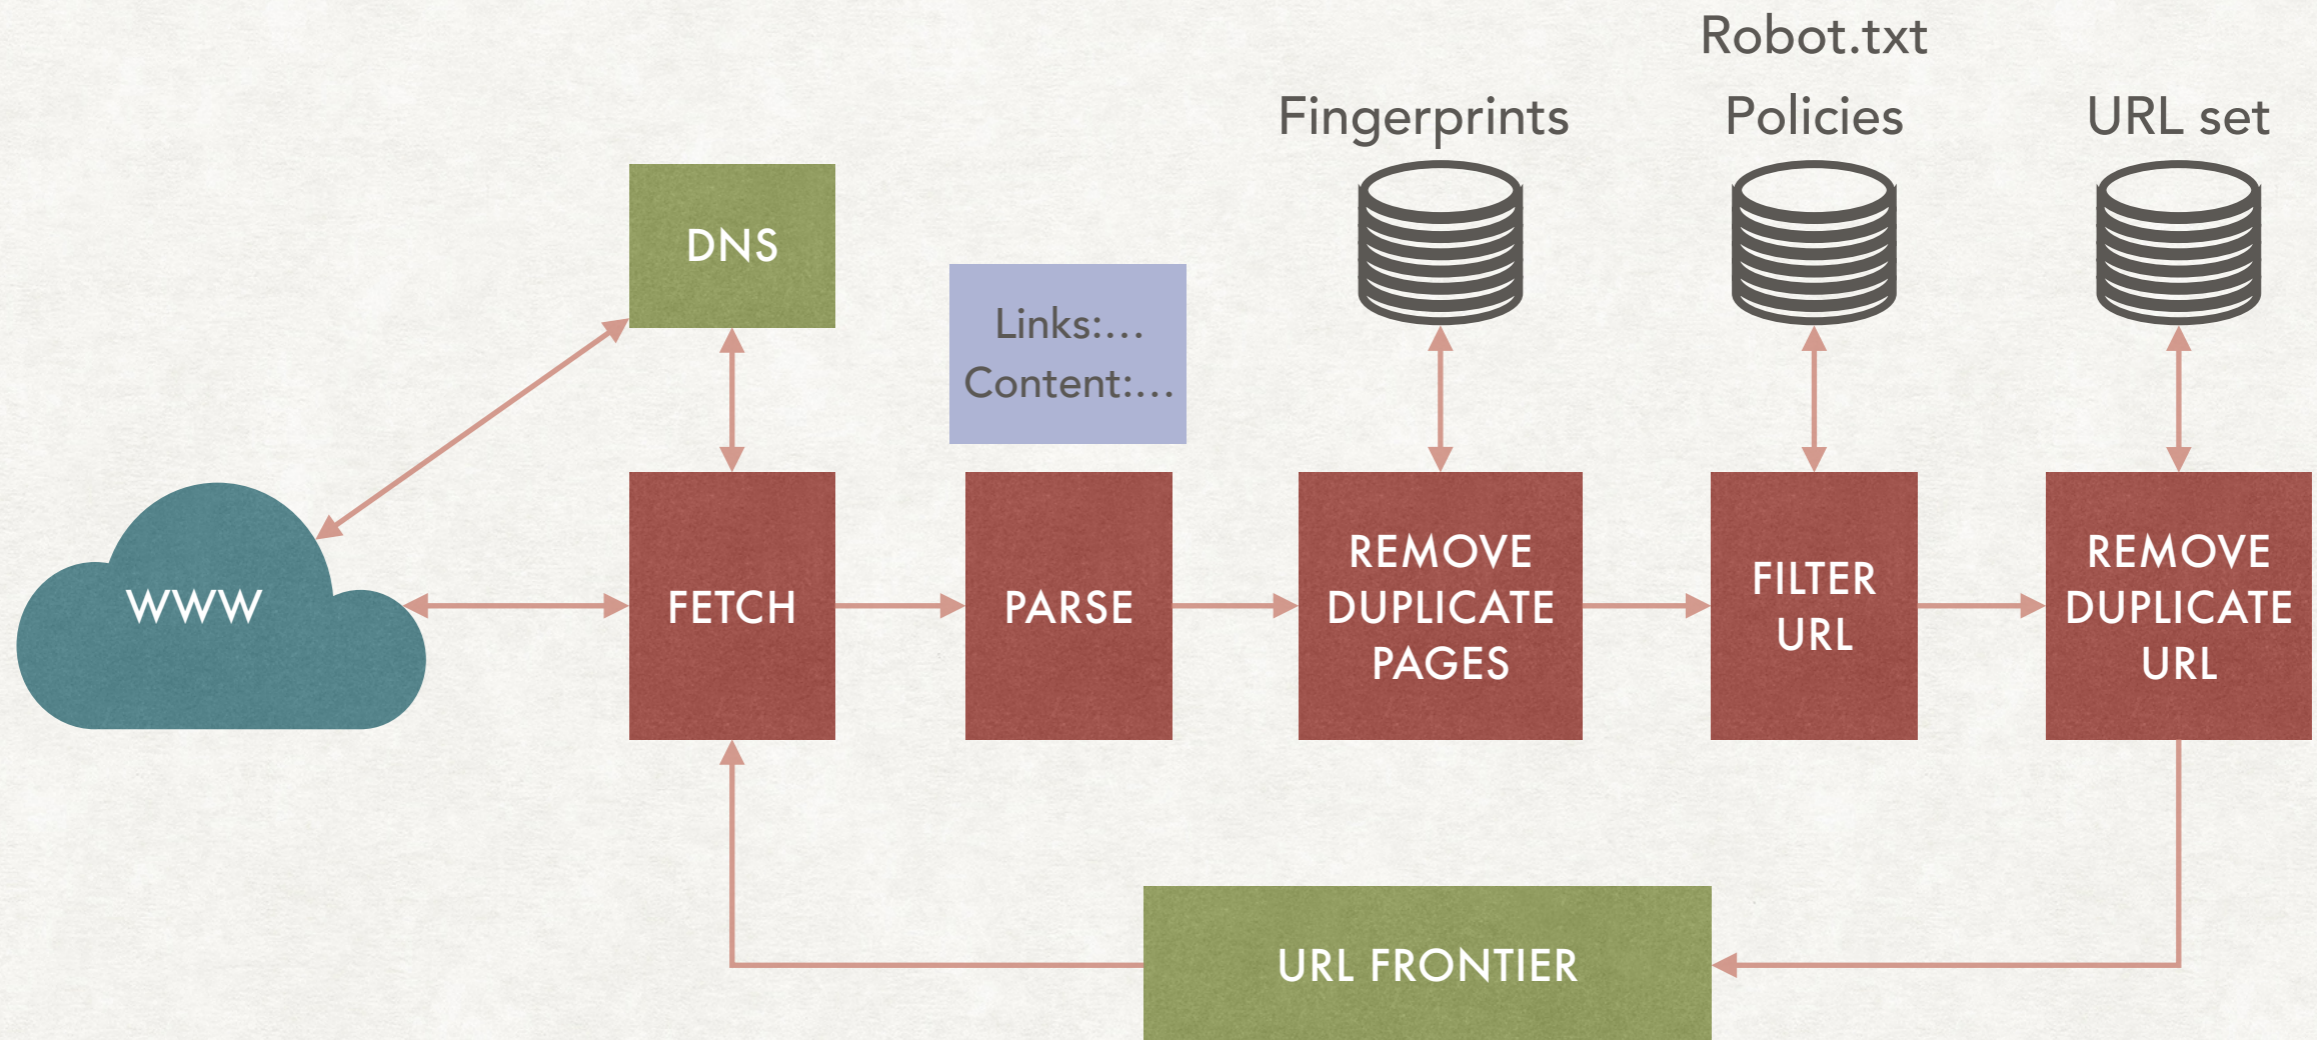 Robot.txt
Fingerprints
Policies
URL set
DNS
Links:...
Content:...
WWW
FETCH
PARSE
REMOVE
DUPLICATE
PAGES
FILTER
URL
REMOVE
DUPLICATE
URL
URL FRONTIER